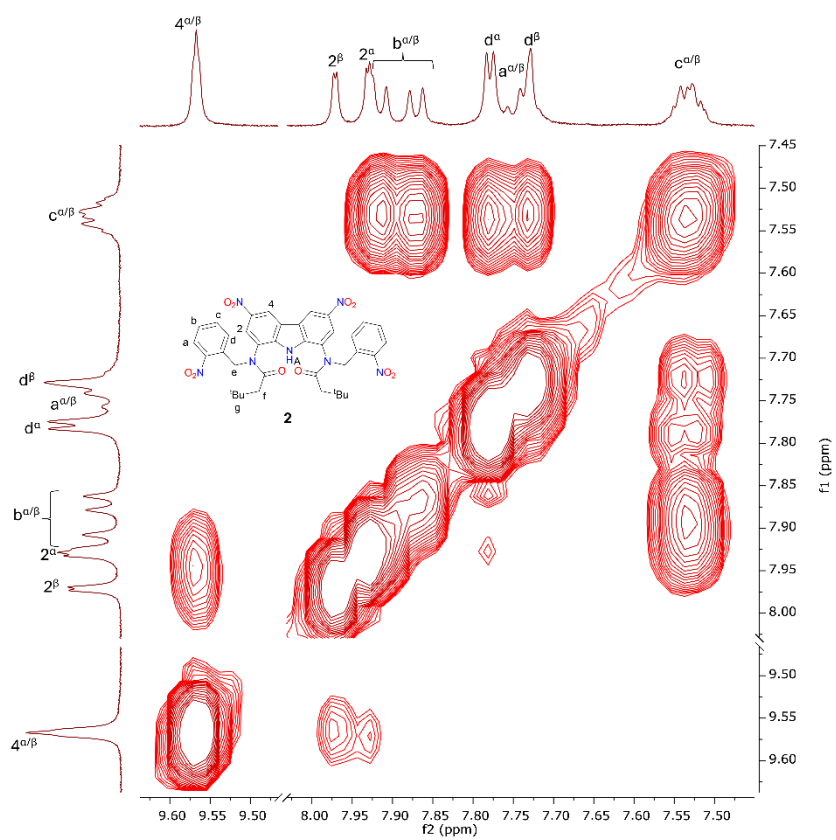 4α/β
2β
2α
bα/β
dα
aα/β
dβ
cα/β
cα/β
dβ
aα/β
dα
bα/β
2α
2β
4α/β
O2N
4
NO2
c
b
2
a
d
N
H
A
NO2
e
N
O
O
N
NO2
tBu
f
tBu
g
2
7.45
7.50
7.55
7.60
7.65
7.70
7.75
7.80
7.85
7.90
7.95
8.00
9.50
9.55
9.60
f1 (ppm)
9.60 9.55 9.50 8.00 7.95 7.90 7.85 7.80 7.75 7.70 7.65 7.60 7.55 7.50
f2 (ppm)